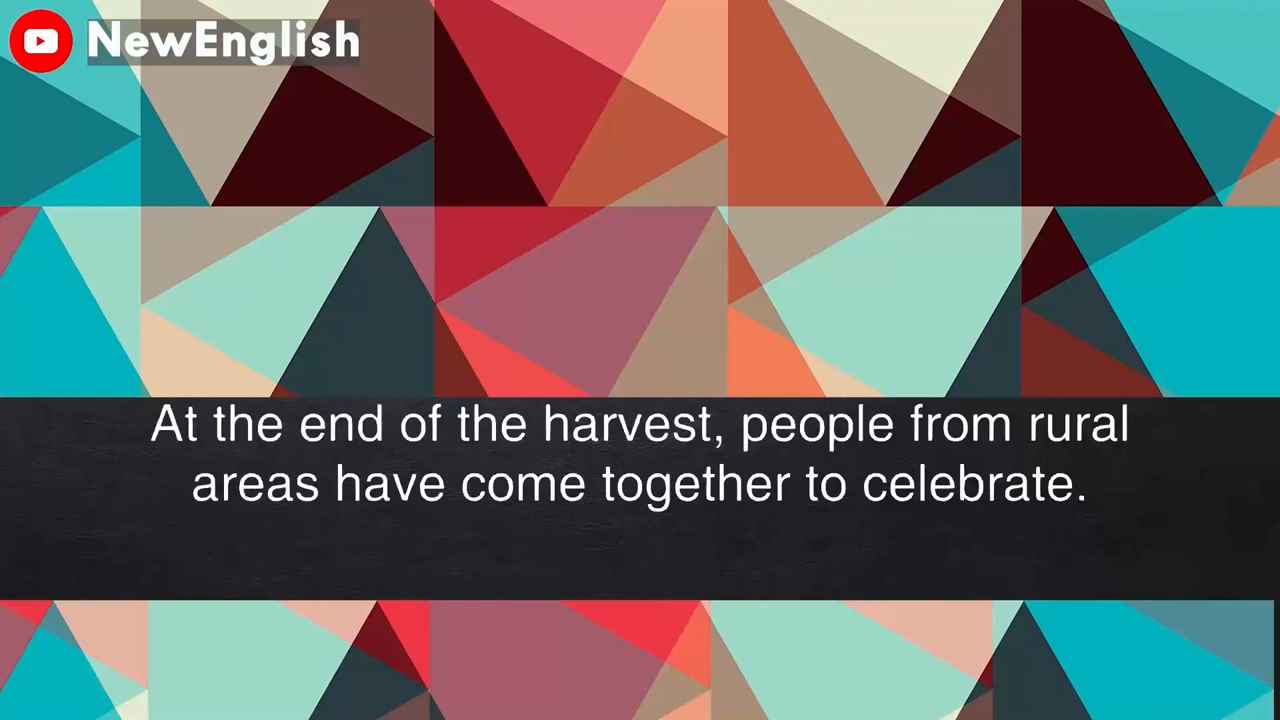 NewEnglish
At the end of the harvest, people from rural
areas have come together to celebrate.